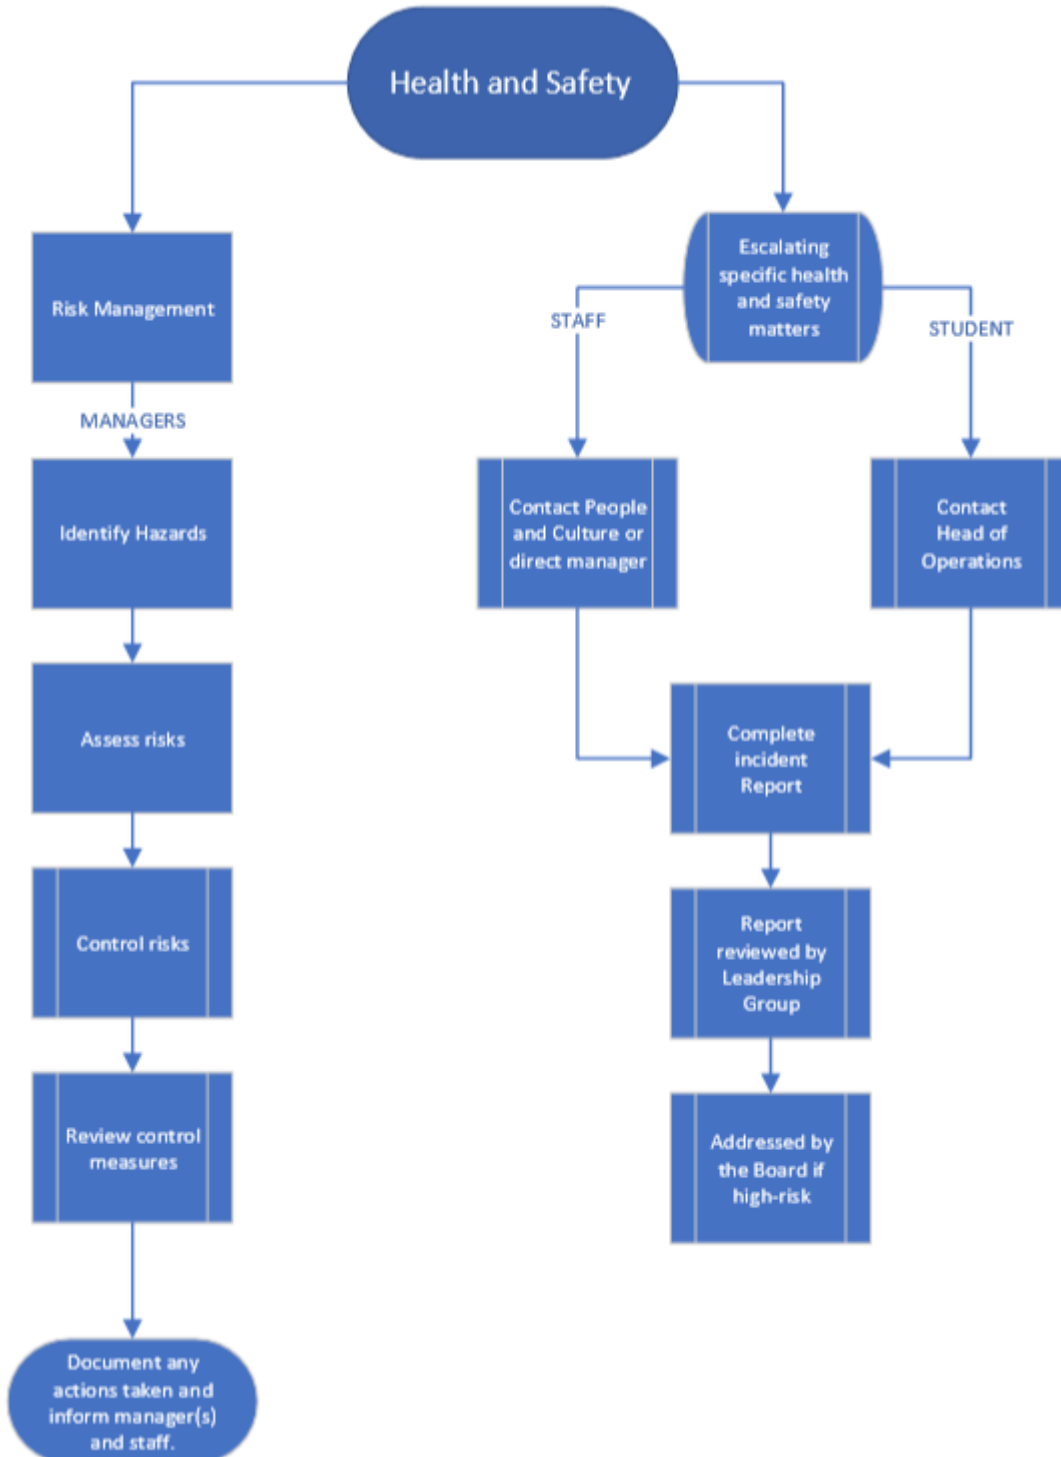 Health and Safety
Risk Management
MANAGERS
Identify Hazards
Assess risks
Control risks
Review control
measures
Document any
actions taken and
inform manager(s)
and staff.
Escalating
specific health
and safety
matters
STAFF
STUDENT
Contact People
and Culture or
direct manager
Contact
Head of
Operations
Complete
incident
Report
Report
reviewed by
Leadership
Group
Addressed by
the Board if
high-risk